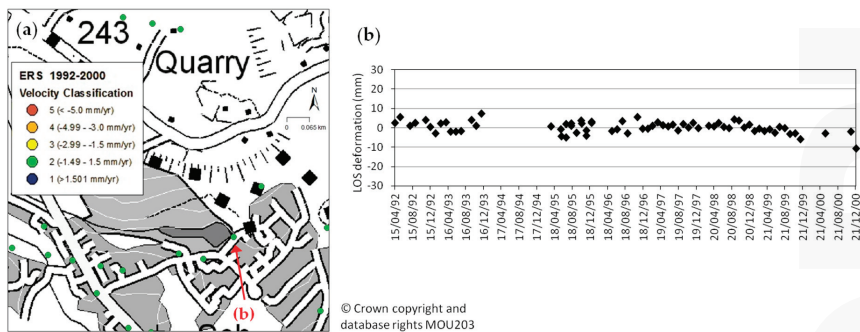 (a)
243
Quarry
ERS 1992-2000
Velocity Classification
5 (< -5.0 mm/yr)
4 (-4.99 - -3.0 mm/yr)
3 (-2.99 - -1.5 mm/yr)
2 (-1.49 - 1.5 mm/yr)
1 (>1.501 mm/yr)
N
0 0.065 km
(b)
(b)
LOS deformation (mm)
30
20
10
0
-10
-20
-30
15/04/92
15/08/92
15/12/92
16/04/93
16/08/93
16/12/93
17/04/94
17/08/94
17/12/94
18/04/95
18/08/95
18/12/95
18/04/96
18/08/96
18/12/96
19/04/97
19/08/97
19/12/97
20/04/98
20/08/98
20/12/98
21/04/99
21/08/99
21/12/99
21/04/00
21/08/00
21/12/00
© Crown copyright and
database rights MOU203